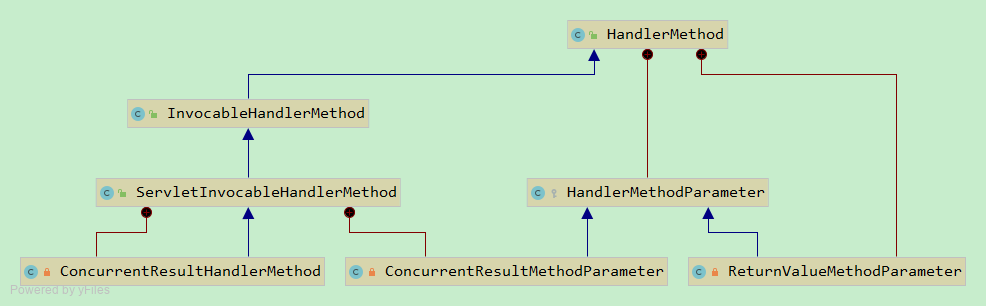 HandlerMethod
InvocableHandlerMethod
ServletInvocableHandlerMethod
HandlerMethodParameter
ConcurrentResultHandlerMethod
ConcurrentResultMethodParameter
ReturnValueMethodParameter
Powered by yFiles